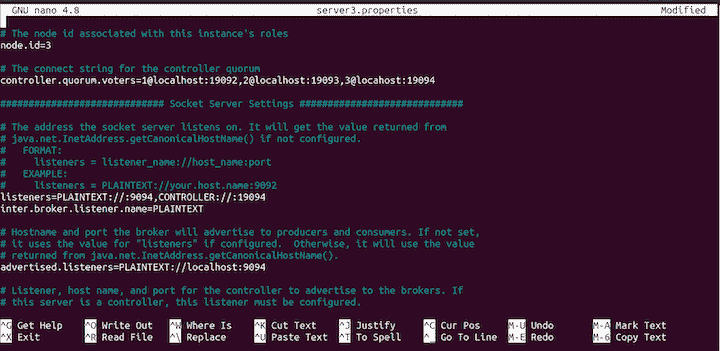 GNU nano 4.8 server3.properties Modified
# The node id associated with this instance's roles
node.id=3
# The connect string for the controller quorum
controller.quorum.voters=1@localhost:19092,2@localhost:19093,3@locahost:19094
############################# Socket Server Settings #############################
# The address the socket server listens on. It will get the value returned from
# java.net.InetAddress.getCanonicalHostName() if not configured.
#   FORMAT:
#     listeners = listener_name://host_name:port
#   EXAMPLE:
#     listeners = PLAINTEXT://your.host.name:9092
listeners=PLAINTEXT://:9094,CONTROLLER://:19094
inter.broker.listener.name=PLAINTEXT
# Hostname and port the broker will advertise to producers and consumers. If not set,
# it uses the value for "listeners" if configured.  Otherwise, it will use the value
# returned from java.net.InetAddress.getCanonicalHostName().
advertised.listeners=PLAINTEXT://localhost:9094
# Listener, host name, and port for the controller to advertise to the brokers. If
# this server is a controller, this listener must be configured.
^G Get Help ^O Write Out ^W Where Is ^K Cut Text ^J Justify ^C Cur Pos M-U Undo M-A Mark Text
^X Exit ^R Read File ^\ Replace ^U Paste Text ^T To Spell ^_ Go To Line M-E Redo M-6 Copy Text